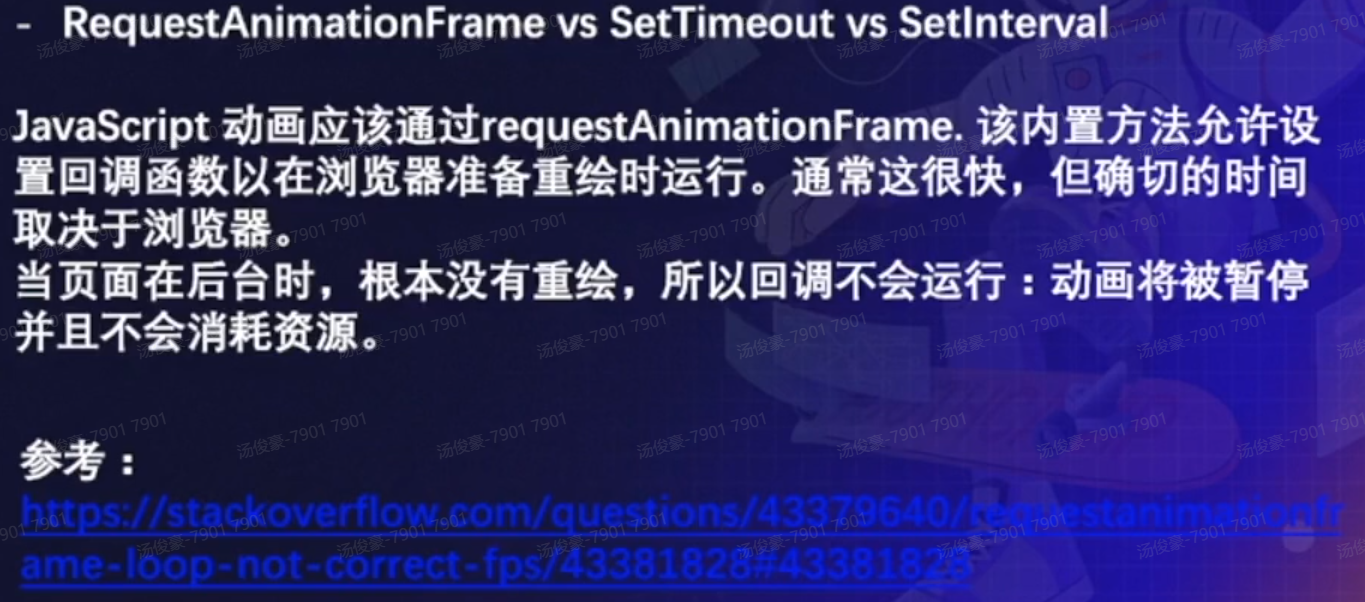 - RequestAnimationFrame vs SetTimeout vs SetInterval
JavaScript 动画应该通过requestAnimationFrame. 该内置方法允许设
置回调函数以在浏览器准备重绘时运行。通常这很快，但确切的时间
取决于浏览器。
当页面在后台时，根本没有重绘，所以回调不会运行：动画将被暂停
并且不会消耗资源。
参考：
https://stackoverflow.com/questions/43379640/requestanimationfr
ame-loop-not-correct-fps/43381828#43381828
汤俊豪-7901 7901